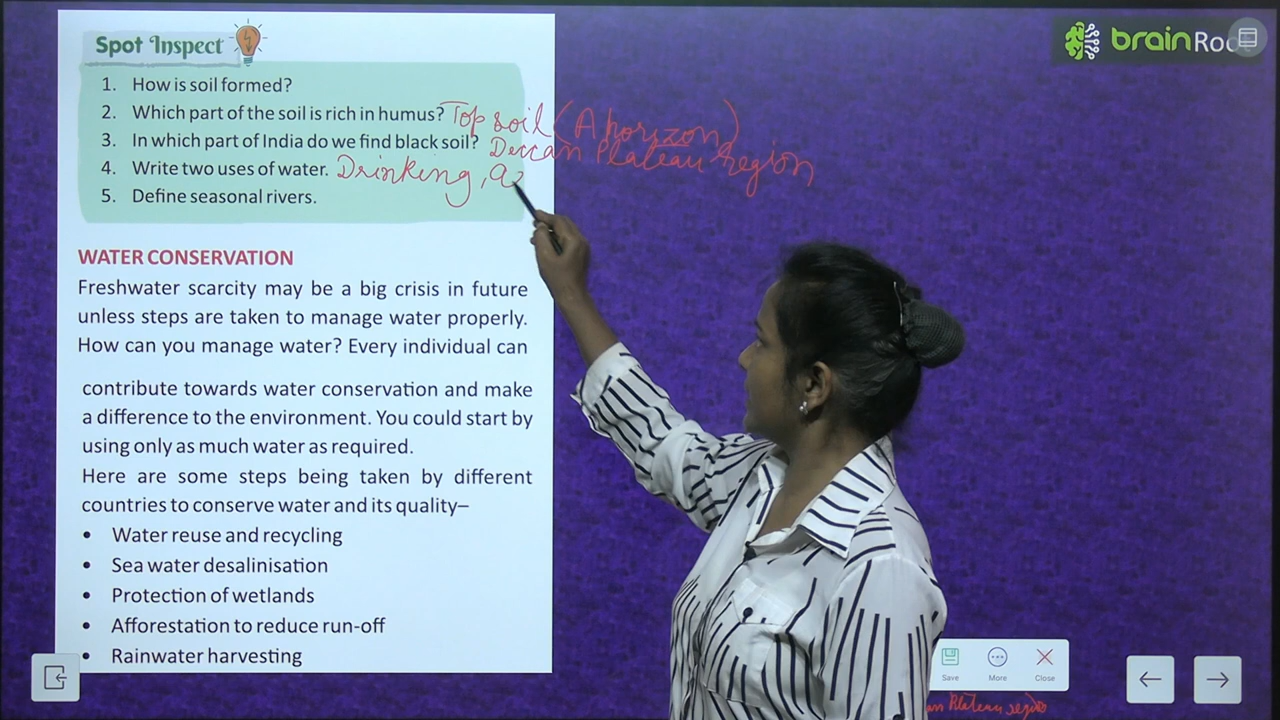 Spot Inspect
brainRoo
1. How is soil formed?
2. Which part of the soil is rich in humus? Top soil (A horizon)
3. In which part of India do we find black soil? Deccan Plateau region
4. Write two uses of water. Drinking,
5. Define seasonal rivers.
WATER CONSERVATION
Freshwater scarcity may be a big crisis in future
unless steps are taken to manage water properly.
How can you manage water? Every individual can
contribute towards water conservation and make
a difference to the environment. You could start by
using only as much water as required.
Here are some steps being taken by different
countries to conserve water and its quality–
• Water reuse and recycling
• Sea water desalinisation
• Protection of wetlands
• Afforestation to reduce run-off
• Rainwater harvesting
Save More Close
Plateau region